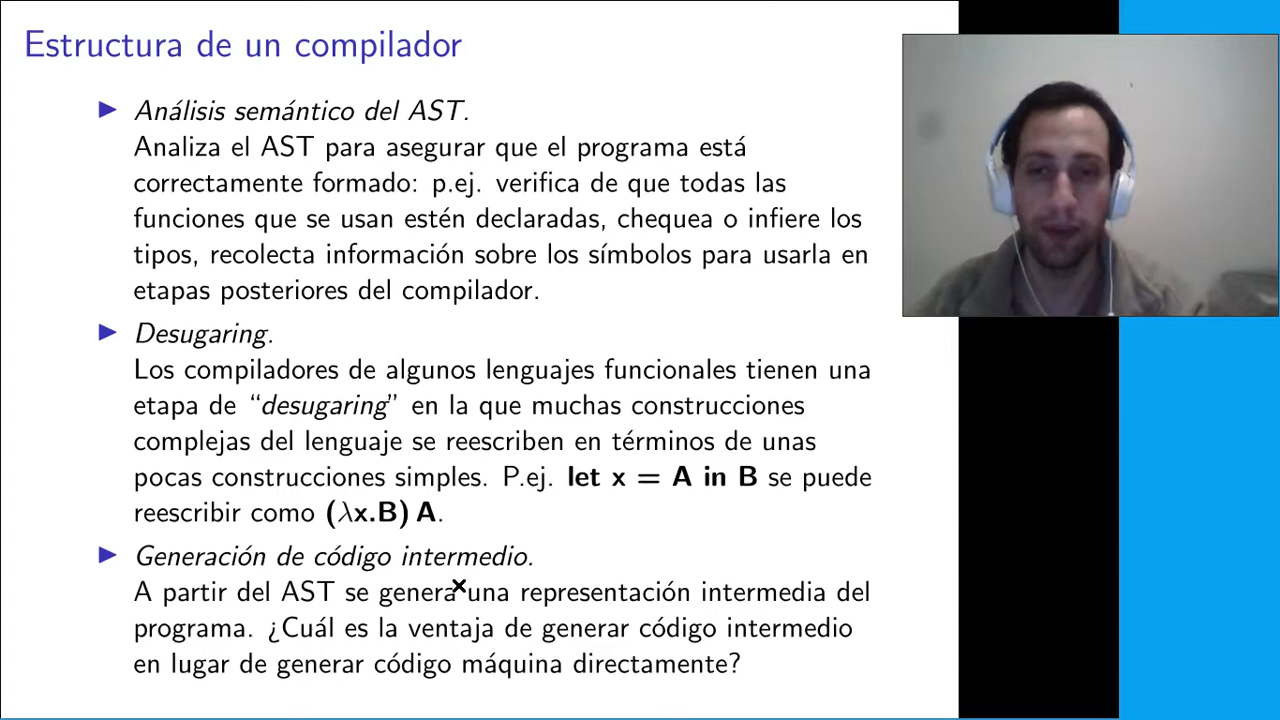 Estructura de un compilador
Análisis semántico del AST.
Analiza el AST para asegurar que el programa está
correctamente formado: p.ej. verifica de que todas las
funciones que se usan estén declaradas, chequea o infiere los
tipos, recolecta información sobre los símbolos para usarla en
etapas posteriores del compilador.
Desugaring.
Los compiladores de algunos lenguajes funcionales tienen una
etapa de “desugaring” en la que muchas construcciones
complejas del lenguaje se reescriben en términos de unas
pocas construcciones simples. P.ej. let x = A in B se puede
reescribir como (λx.B) A.
Generación de código intermedio.
A partir del AST se genera una representación intermedia del
programa. ¿Cuál es la ventaja de generar código intermedio
en lugar de generar código máquina directamente?